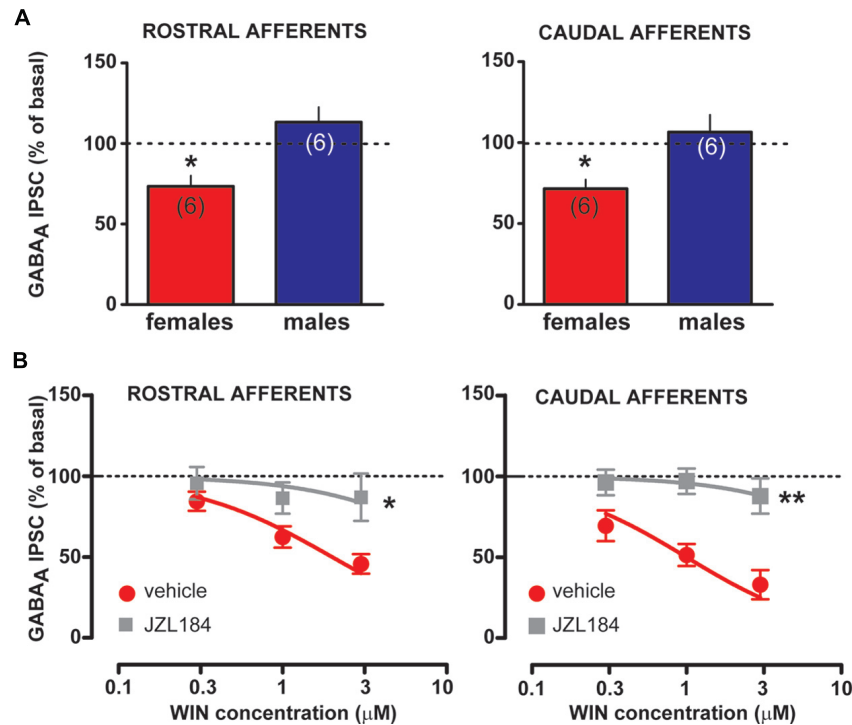 A
ROSTRAL AFFERENTS
GABAA IPSC (% of basal)
150
100
50
0
*
(6)
(6)
females
males
CAUDAL AFFERENTS
150
100
50
0
*
(6)
(6)
females
males
B
ROSTRAL AFFERENTS
GABAA IPSC (% of basal)
150
100
50
0
*
vehicle
JZL184
0.1
0.3
1
3
10
WIN concentration (μM)
CAUDAL AFFERENTS
150
100
50
0
**
vehicle
JZL184
0.1
0.3
1
3
10
WIN concentration (μM)